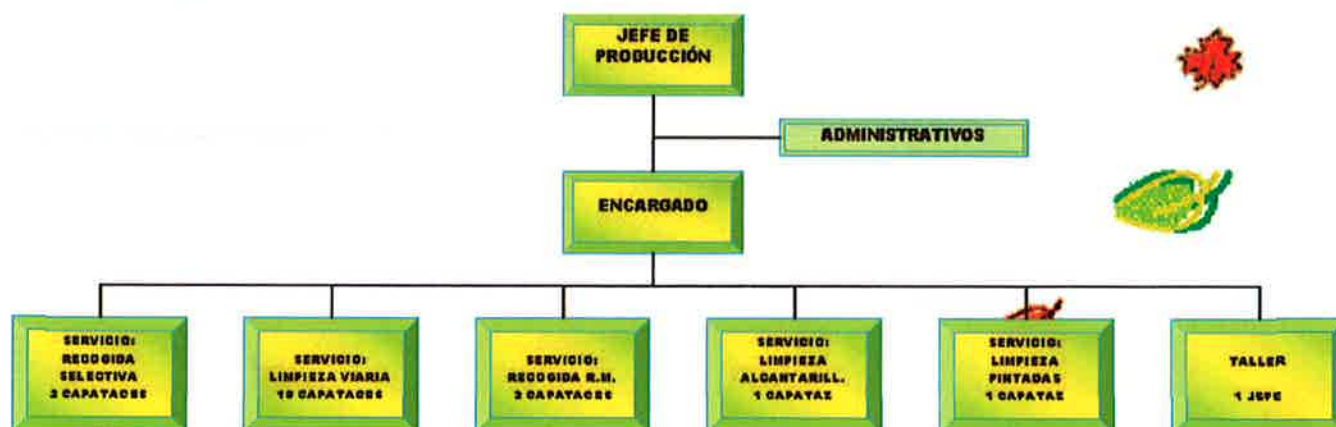 JEFE DE
PRODUCCIÓN
ADMINISTRATIVOS
ENCARGADO
SERVICIO:
RECOGIDA
SELECTIVA
CAPATACES
SERVICIO:
LIMPIEZA VIARIA
CAPATACES
SERVICIO:
RECOGIDA R.M.
CAPATACES
SERVICIO:
LIMPIEZA
ALCANTARILL.
1 CAPATAZ
SERVICIO:
LIMPIEZA
PINTADAS
1 CAPATAZ
TALLER
1 JEFE